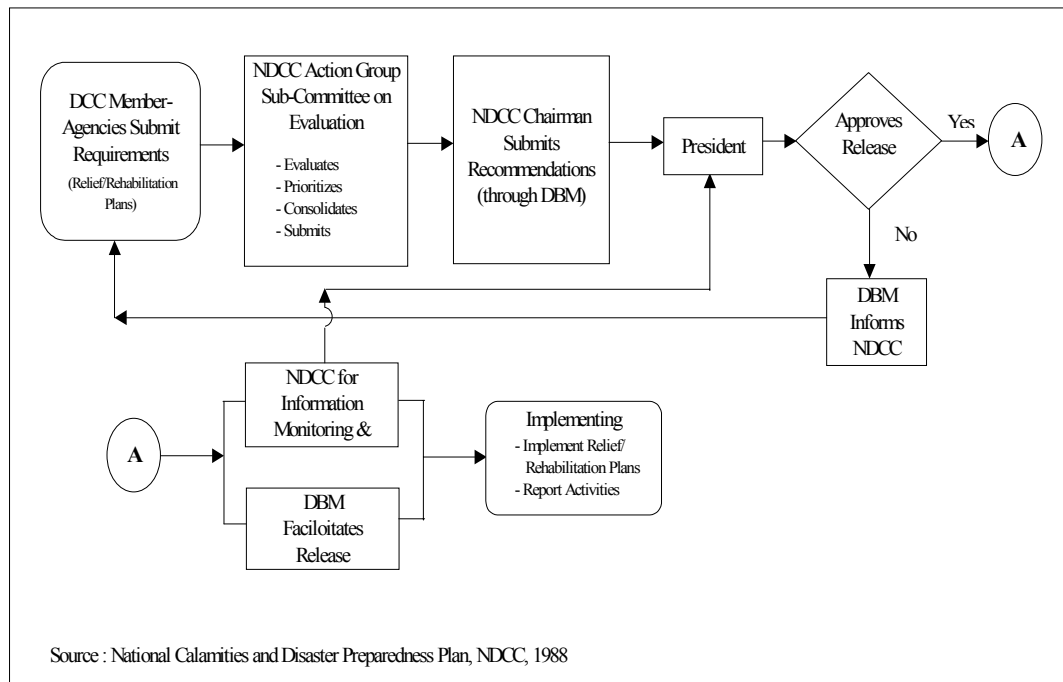 DCC Member-
Agencies Submit
Requirements
(Relief/Rehabilitation
Plans)
NDCC Action Group
Sub-Committee on
Evaluation
- Evaluates
- Prioritizes
- Consolidates
- Submits
NDCC Chairman
Submits
Recommendations
(through DBM)
President
Approves
Release
Yes
A
No
DBM
Informs
NDCC
A
NDCC for
Information
Monitoring &
DBM
Faciloitates
Release
Implementing
- Implement Relief/
Rehabilitation Plans
- Report Activities
Source : National Calamities and Disaster Preparedness Plan, NDCC, 1988